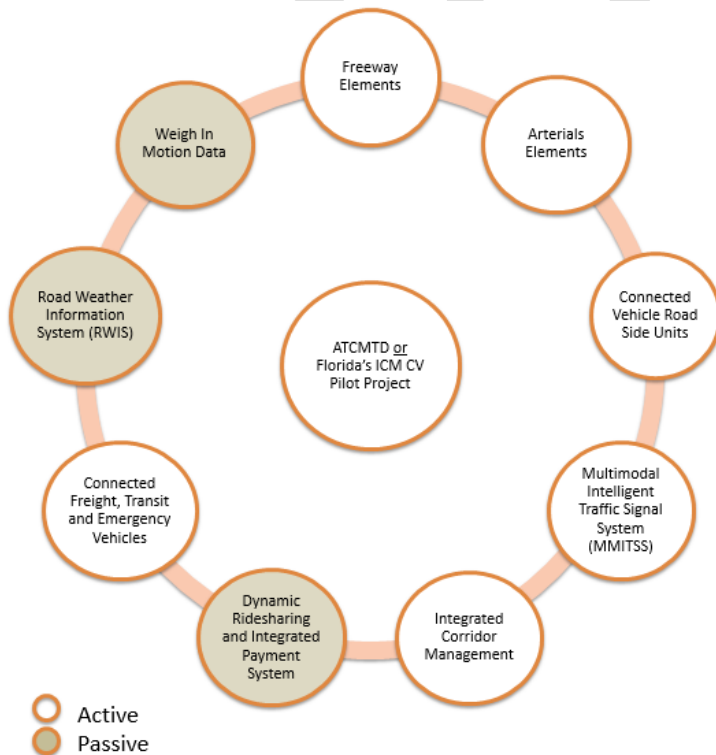 Freeway
Elements
Arterials
Elements
Connected
Vehicle Road
Side Units
Multimodal
Intelligent
Traffic Signal
System
(MMITSS)
Integrated
Corridor
Management
Dynamic
Ridesharing
and Integrated
Payment
System
Connected
Freight, Transit
and Emergency
Vehicles
Road Weather
Information
System (RWIS)
Weigh In
Motion Data
ATCMTD or
Florida's ICM CV
Pilot Project
Active
Passive